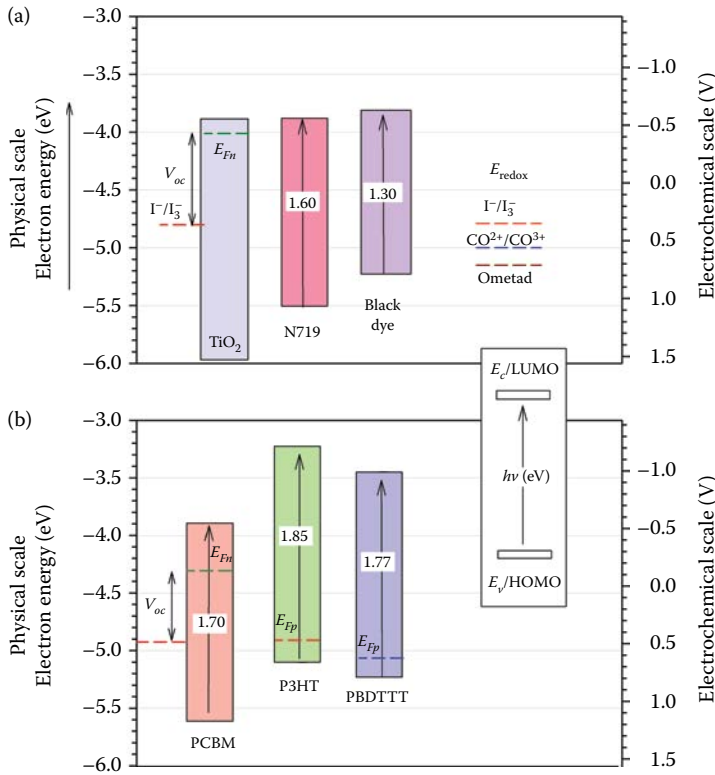 (a)
Physical scale
Electron energy (eV)
−3.0
−3.5
−4.0
−4.5
−5.0
−5.5
−6.0
V_oc
I⁻/I₃⁻
E_Fn
TiO₂
1.60
N719
1.30
Black
dye
E_redox
I⁻/I₃⁻
CO²⁺/CO³⁺
Ometad
−1.0
−0.5
0.0
0.5
1.0
1.5
Electrochemical scale (V)
E_c/LUMO
hν (eV)
E_v/HOMO
(b)
Physical scale
Electron energy (eV)
−3.0
−3.5
−4.0
−4.5
−5.0
−5.5
−6.0
V_oc
E_Fn
1.70
PCBM
1.85
E_Fp
P3HT
1.77
E_Fp
PBDTTT
−1.0
−0.5
0.0
0.5
1.0
1.5
Electrochemical scale (V)